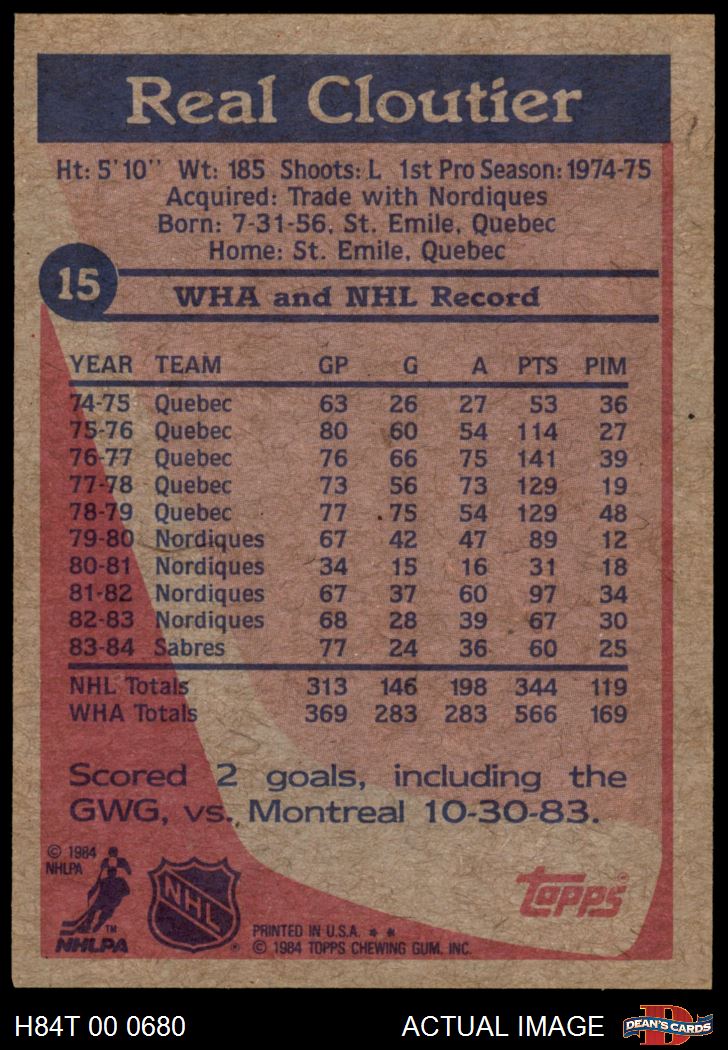 Real Cloutier
Ht: 5'10" Wt: 185 Shoots: L 1st Pro Season: 1974-75
Acquired: Trade with Nordiques
Born: 7-31-56, St. Emile, Quebec
Home: St. Emile, Quebec
15
WHA and NHL Record
YEAR TEAM GP G A PTS PIM
74-75 Quebec 63 26 27 53 36
75-76 Quebec 80 60 54 114 27
76-77 Quebec 76 66 75 141 39
77-78 Quebec 73 56 73 129 19
78-79 Quebec 77 75 54 129 48
79-80 Nordiques 67 42 47 89 12
80-81 Nordiques 34 15 16 31 18
81-82 Nordiques 67 37 60 97 34
82-83 Nordiques 68 28 39 67 30
83-84 Sabres 77 24 36 60 25
NHL Totals 313 146 198 344 119
WHA Totals 369 283 283 566 169
Scored 2 goals, including the
GWG, vs. Montreal 10-30-83.
© 1984
NHLPA
TM
NHLPA
NHL
®
PRINTED IN U.S.A. * *
© 1984 TOPPS CHEWING GUM, INC.
Topps®
H84T 00 0680
ACTUAL IMAGE
D
DEAN'S CARDS